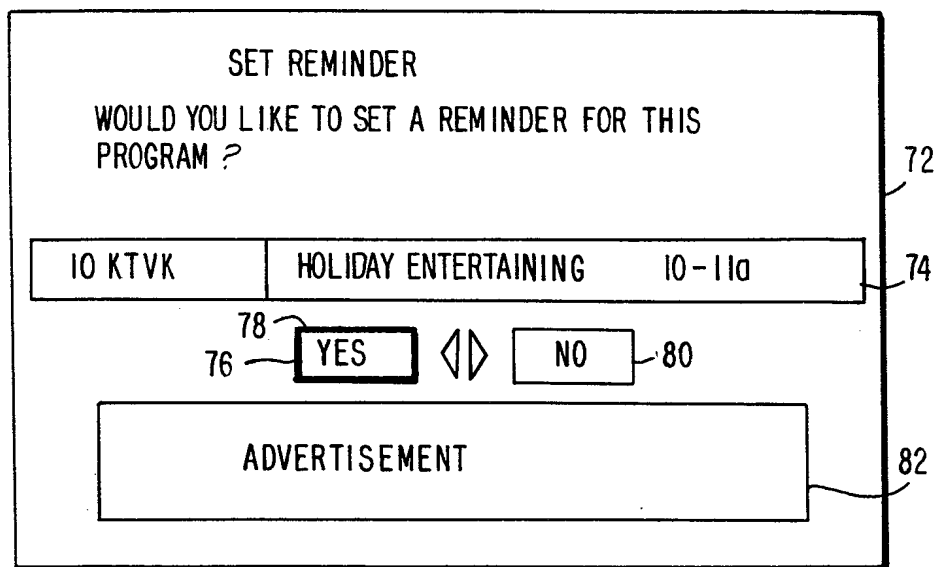 SET REMINDER
WOULD YOU LIKE TO SET A REMINDER FOR THIS
PROGRAM ?
72
10 KTVK HOLIDAY ENTERTAINING 10-11a
74
78
76 YES NO 80
ADVERTISEMENT
82